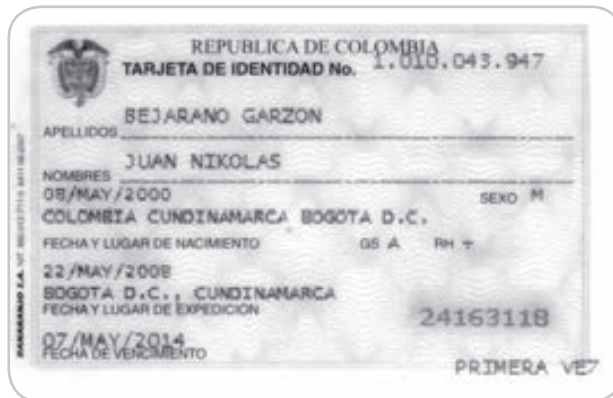 REPUBLICA DE COLOMBIA
TARJETA DE IDENTIDAD No. 1.010.043.947
BEJARANO GARZON
APELLIDOS
JUAN NIKOLAS
NOMBRES
08/MAY/2000 SEXO M
COLOMBIA CUNDINAMARCA BOGOTA D.C.
FECHA Y LUGAR DE NACIMIENTO GS A RH +
22/MAY/2008
BOGOTA D.C., CUNDINAMARCA
FECHA Y LUGAR DE EXPEDICION
24163118
07/MAY/2014
FECHA DE VENCIMIENTO
PRIMERA VEZ